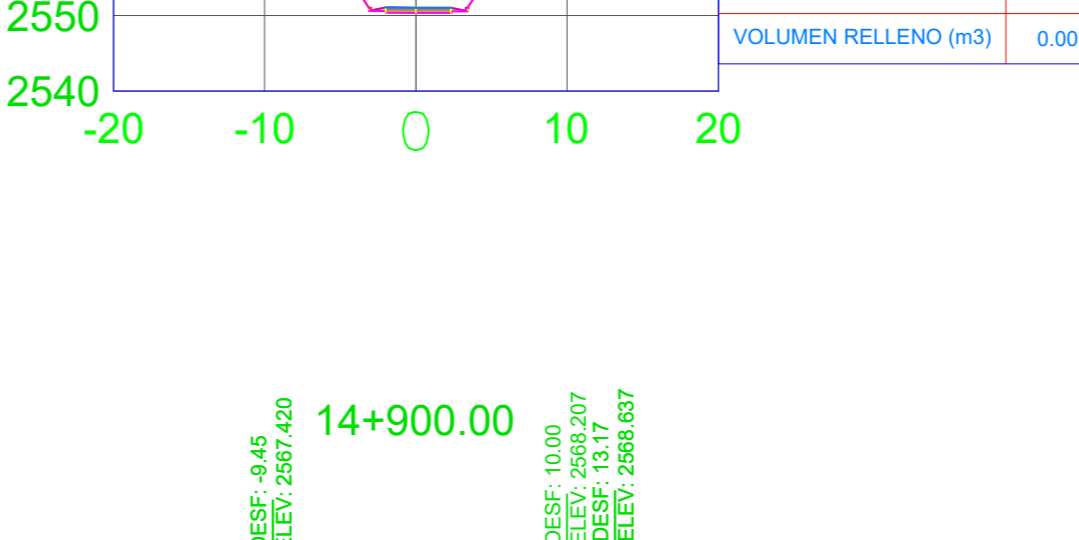 2550
VOLUMEN RELLENO (m3) 0.00
2540
-20 -10 0 10 20
14+900.00
DESF: -9.45
ELEV: 2567.420
DESF: 10.00
ELEV: 2568.207
DESF: 13.17
ELEV: 2568.637